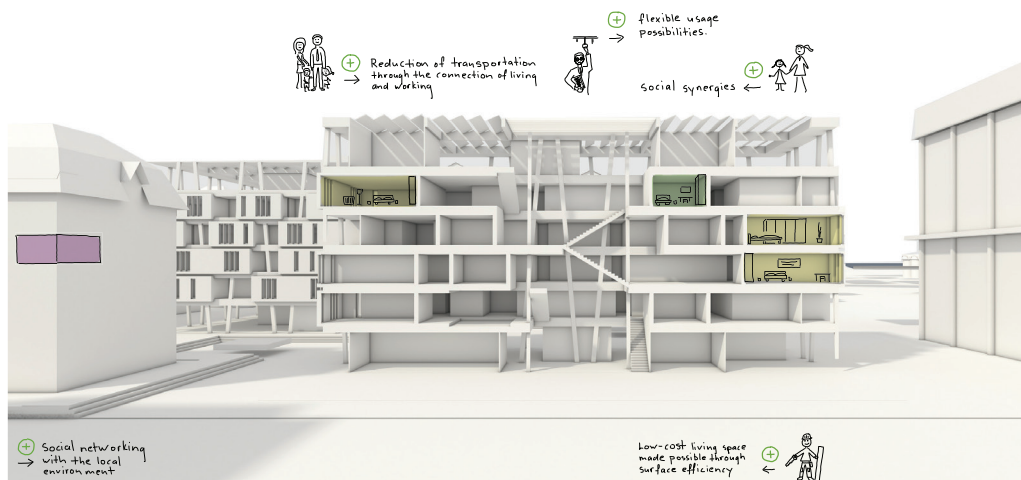 flexible usage
possibilities.
Reduction of transportation
through the connection of living
and working
Social synergies
Social networking
with the local
environment
Low-cost living space
made possible through
surface efficiency